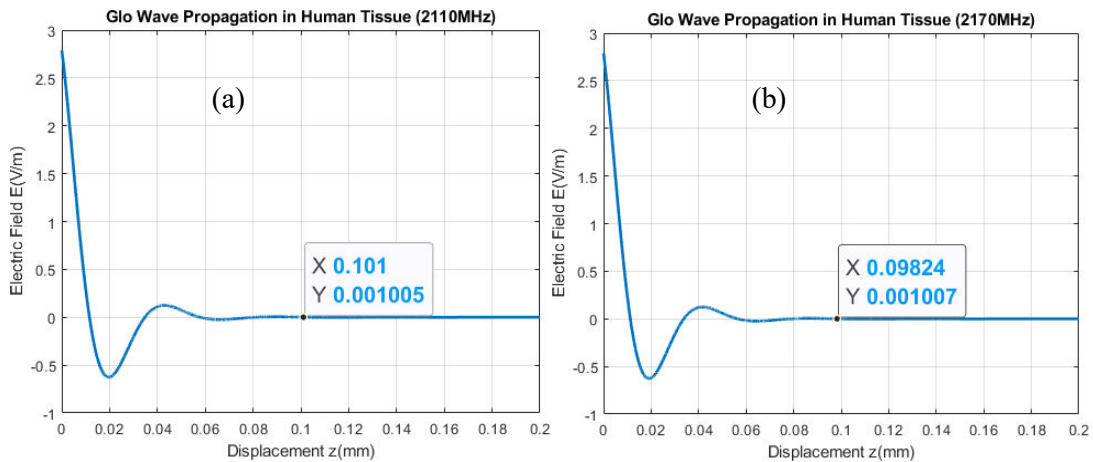 Glo Wave Propagation in Human Tissue (2110MHz)
Electric Field E(V/m)
3
2.5
2
1.5
1
0.5
0
-0.5
-1
(a)
X 0.101
Y 0.001005
0 0.02 0.04 0.06 0.08 0.1 0.12 0.14 0.16 0.18 0.2
Displacement z(mm)
Glo Wave Propagation in Human Tissue (2170MHz)
Electric Field E(V/m)
3
2.5
2
1.5
1
0.5
0
-0.5
-1
(b)
X 0.09824
Y 0.001007
0 0.02 0.04 0.06 0.08 0.1 0.12 0.14 0.16 0.18 0.2
Displacement z(mm)